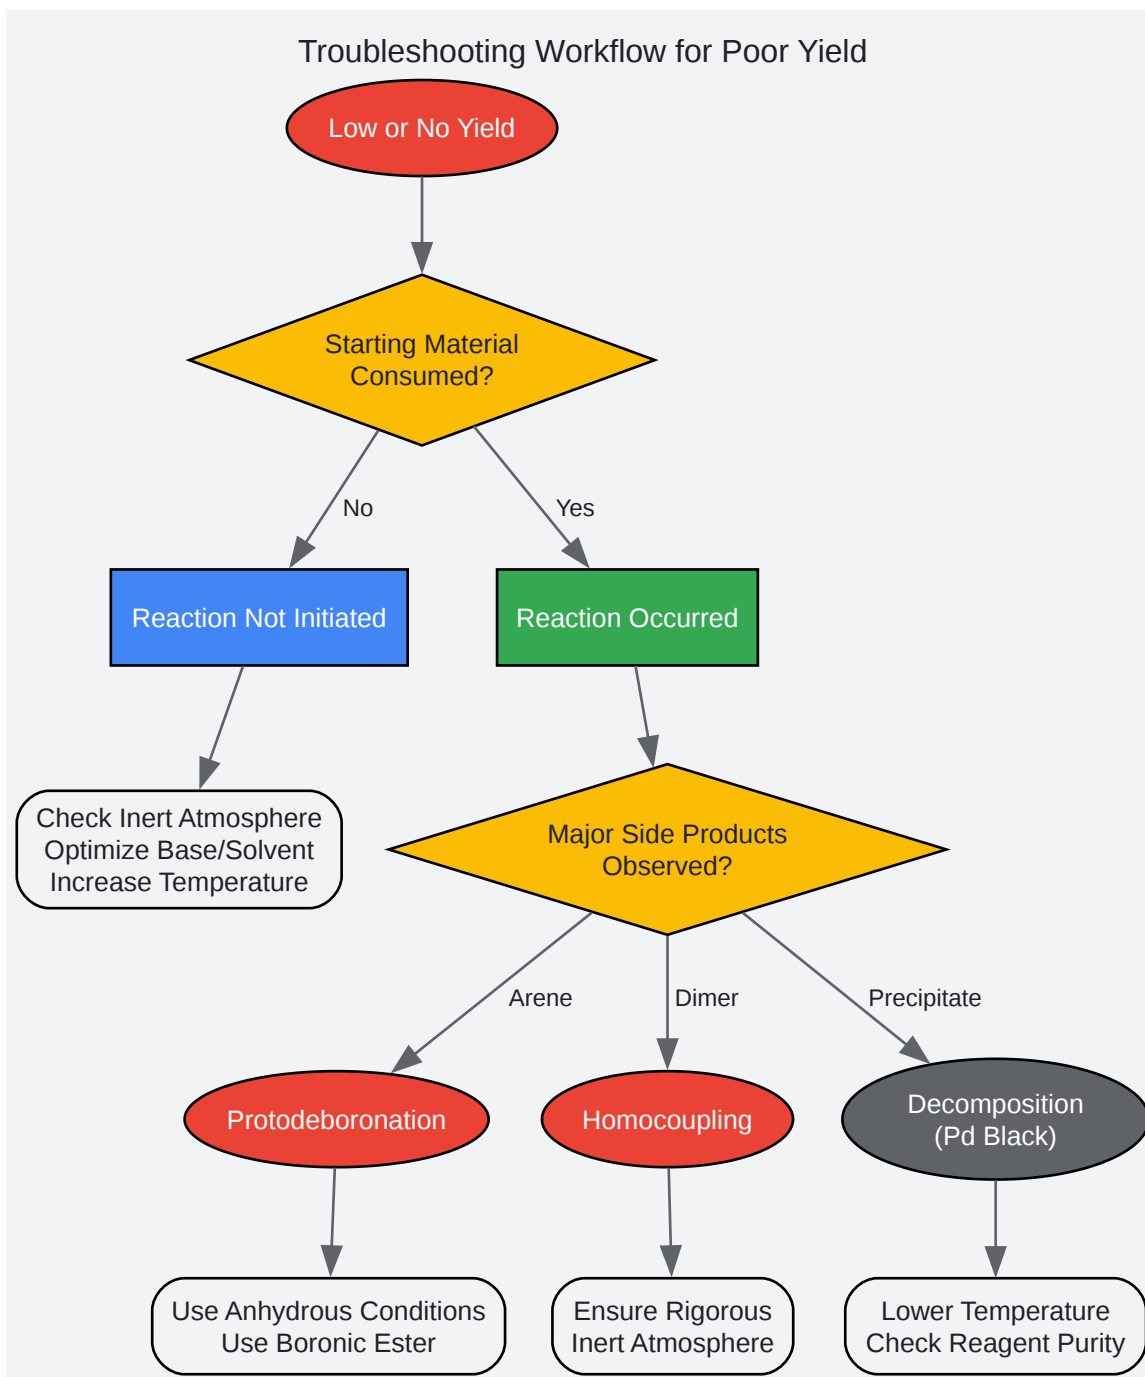 Troubleshooting Workflow for Poor Yield
Low or No Yield
Starting Material
Consumed?
No
Yes
Reaction Not Initiated
Reaction Occurred
Check Inert Atmosphere
Optimize Base/Solvent
Increase Temperature
Major Side Products
Observed?
Arene
Dimer
Precipitate
Protodeboronation
Homocoupling
Decomposition
(Pd Black)
Use Anhydrous Conditions
Use Boronic Ester
Ensure Rigorous
Inert Atmosphere
Lower Temperature
Check Reagent Purity